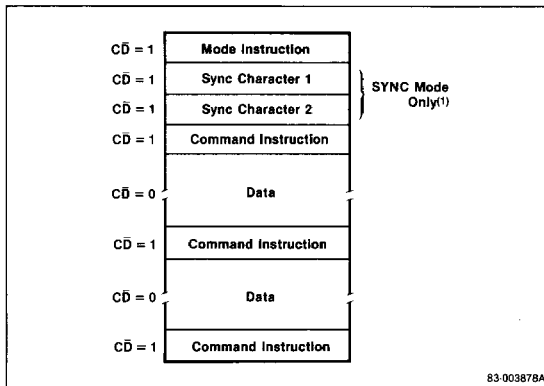 CD̅ = 1 Mode Instruction
CD̅ = 1 Sync Character 1
SYNC Mode
Only(1)
CD̅ = 1 Sync Character 2
CD̅ = 1 Command Instruction
CD̅ = 0 Data
CD̅ = 1 Command Instruction
CD̅ = 0 Data
CD̅ = 1 Command Instruction
83-003878A